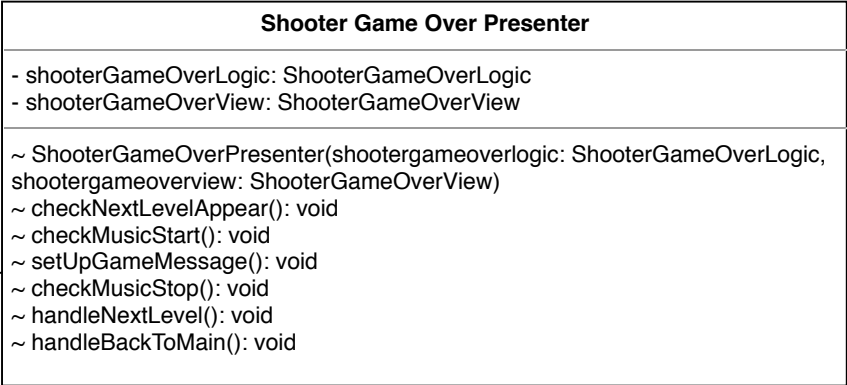 Shooter Game Over Presenter
- shooterGameOverLogic: ShooterGameOverLogic
- shooterGameOverView: ShooterGameOverView
~ ShooterGameOverPresenter(shootergameoverlogic: ShooterGameOverLogic,
shootergameoverview: ShooterGameOverView)
~ checkNextLevelAppear(): void
~ checkMusicStart(): void
~ setUpGameMessage(): void
~ checkMusicStop(): void
~ handleNextLevel(): void
~ handleBackToMain(): void